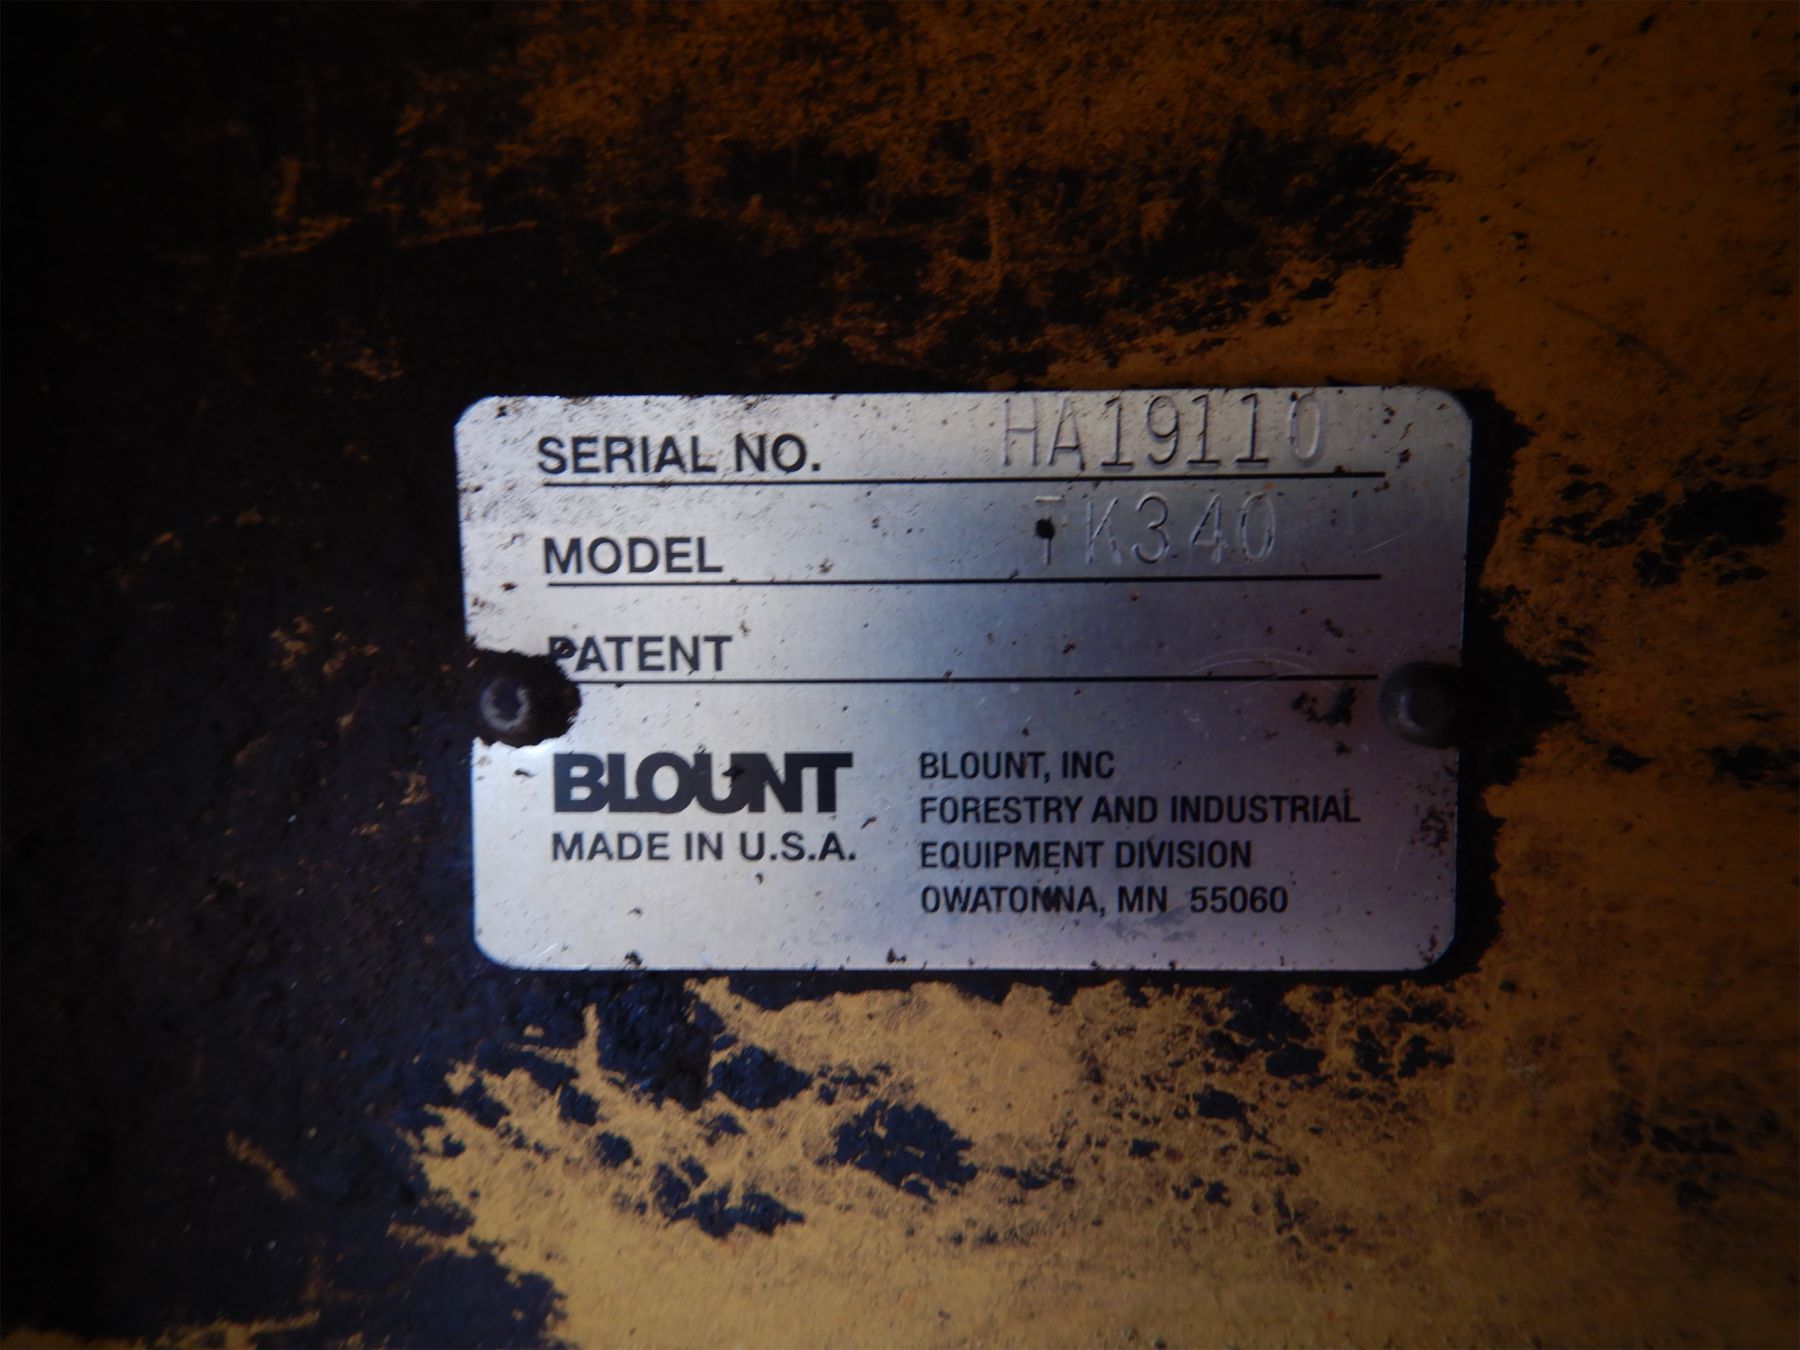 SERIAL NO. HA19110
MODEL TK340
PATENT
BLOUNT
MADE IN U.S.A.
BLOUNT, INC
FORESTRY AND INDUSTRIAL
EQUIPMENT DIVISION
OWATONNA, MN 55060